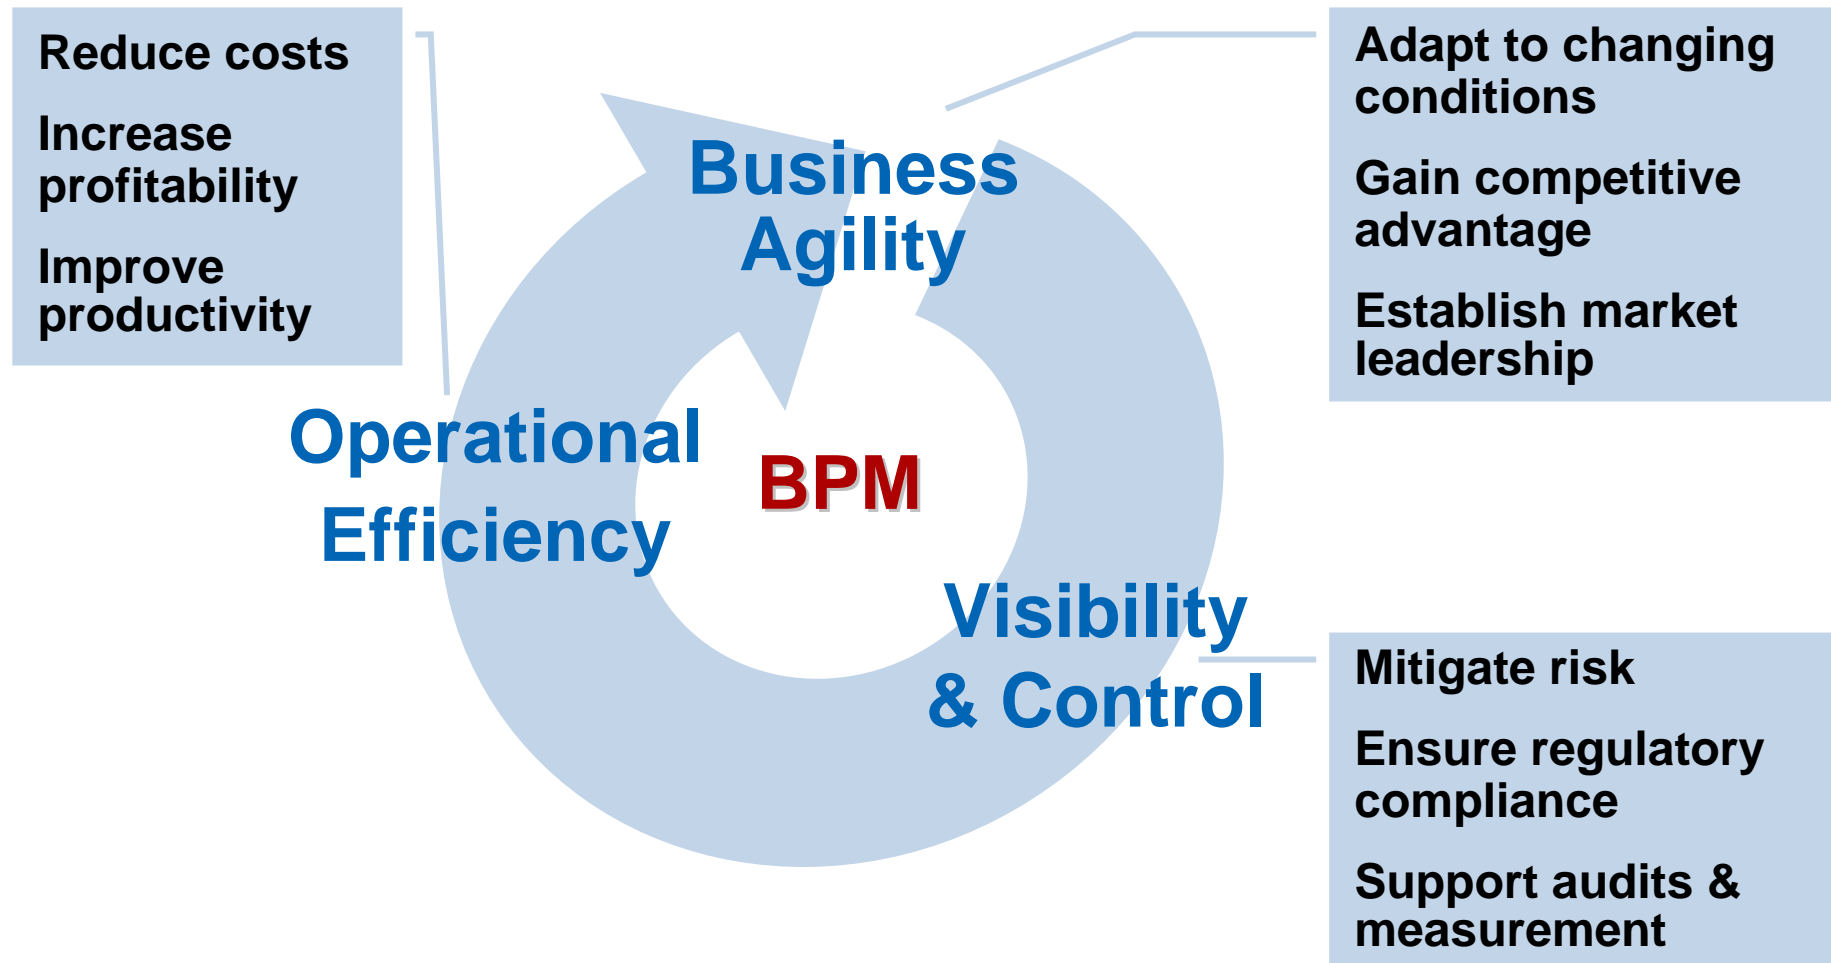 Reduce costs
Increase
profitability
Improve
productivity
Adapt to changing
conditions
Gain competitive
advantage
Establish market
leadership
Business
Agility
Operational
Efficiency
BPM
Visibility
& Control
Mitigate risk
Ensure regulatory
compliance
Support audits &
measurement